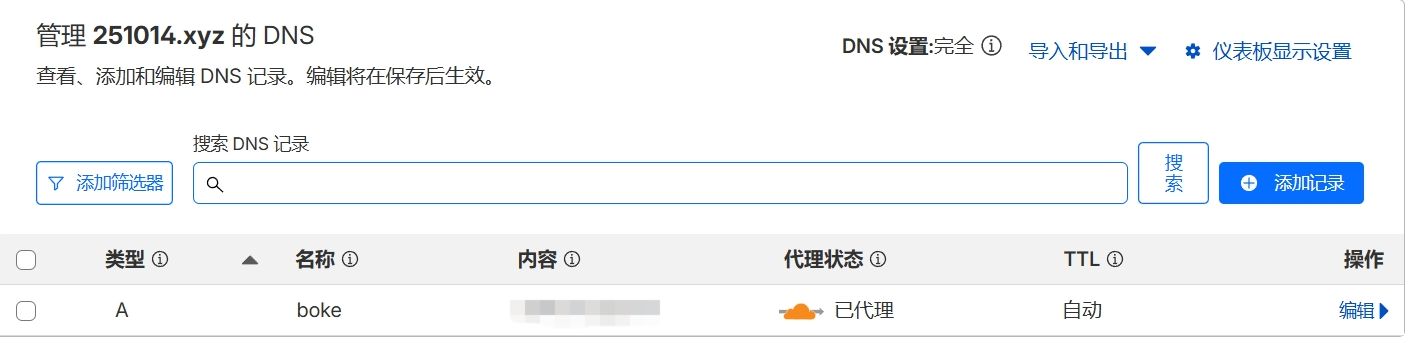 管理 251014.xyz 的 DNS
DNS 设置:完全
导入和导出
仪表板显示设置
查看、添加和编辑 DNS 记录。编辑将在保存后生效。
搜索 DNS 记录
添加筛选器
搜
索
添加记录
类型 名称 内容 代理状态 TTL 操作
A boke 已代理 自动 编辑